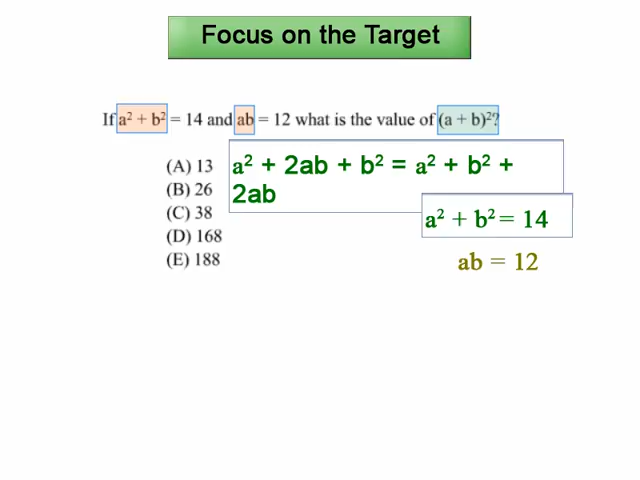 Focus on the Target
If a² + b² = 14 and ab = 12 what is the value of (a + b)²?
(A) 13
(B) 26
(C) 38
(D) 168
(E) 188
a² + 2ab + b² = a² + b² +
2ab
a² + b² = 14
ab = 12